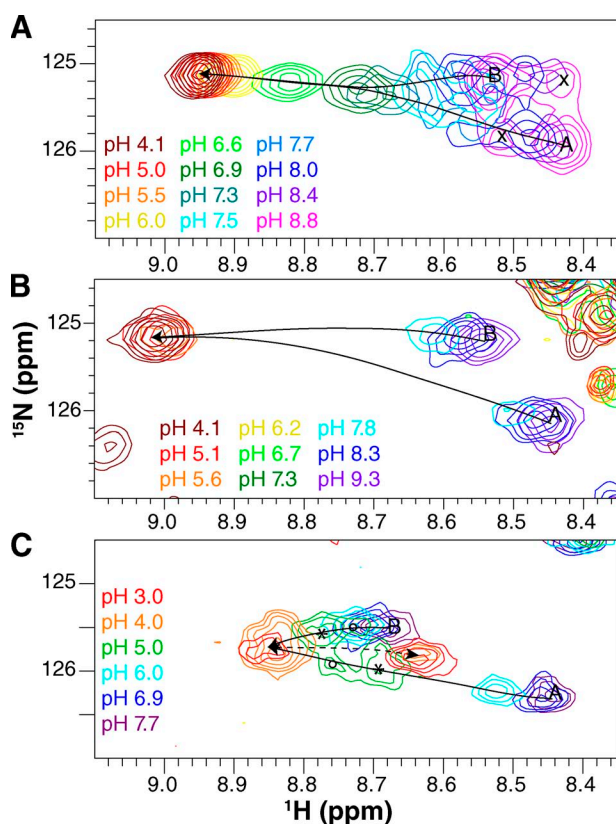 A
125
126
B
x
x
A
pH 4.1 pH 6.6 pH 7.7
pH 5.0 pH 6.9 pH 8.0
pH 5.5 pH 7.3 pH 8.4
pH 6.0 pH 7.5 pH 8.8
9.0 8.9 8.8 8.7 8.6 8.5 8.4
B
125
126
B
A
pH 4.1 pH 6.2 pH 7.8
pH 5.1 pH 6.7 pH 8.3
pH 5.6 pH 7.3 pH 9.3
9.0 8.9 8.8 8.7 8.6 8.5 8.4
¹⁵N (ppm)
C
125
126
pH 3.0
pH 4.0
pH 5.0
pH 6.0
pH 6.9
pH 7.7
B
A
9.0 8.9 8.8 8.7 8.6 8.5 8.4
¹H (ppm)